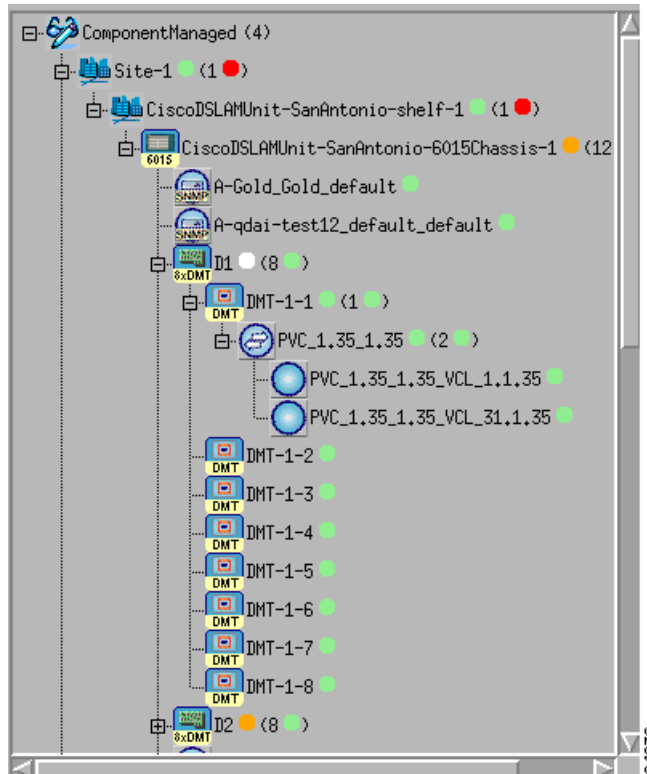 ComponentManaged (4)
Site-1 (1 )
CiscoDSLAMUnit-SanAntonio-shelf-1 (1 )
6015 CiscoDSLAMUnit-SanAntonio-6015Chassis-1 (12
SNMP A-Gold_Gold_default
SNMP A-qdai-test12_default_default
8xDMT D1 (8 )
DMT DMT-1-1 (1 )
PVC_1.35_1.35 (2 )
PVC_1.35_1.35_VCL_1.1.35
PVC_1.35_1.35_VCL_31.1.35
DMT DMT-1-2
DMT DMT-1-3
DMT DMT-1-4
DMT DMT-1-5
DMT DMT-1-6
DMT DMT-1-7
DMT DMT-1-8
8xDMT D2 (8 )